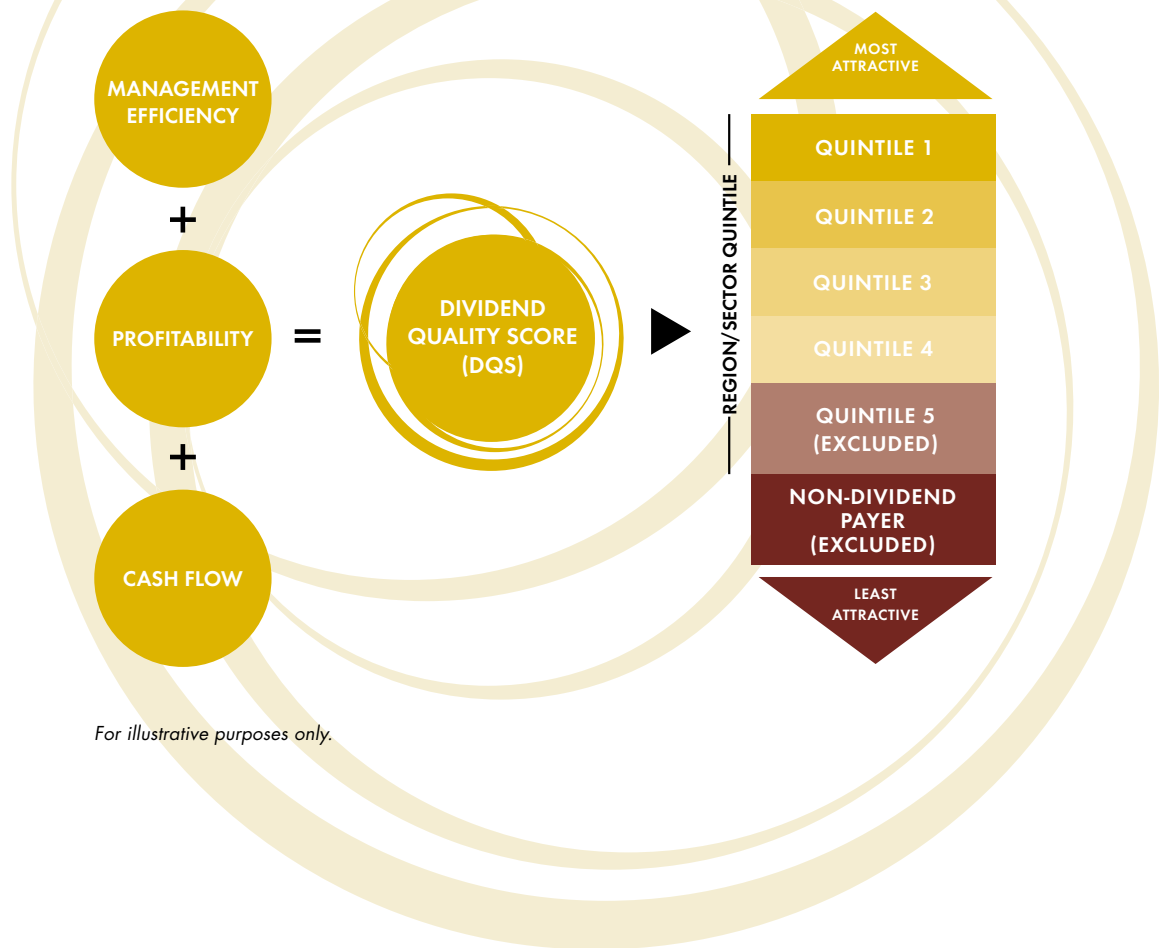 MANAGEMENT
EFFICIENCY
+
PROFITABILITY
+
CASH FLOW
=
DIVIDEND
QUALITY SCORE
(DQS)
REGION/SECTOR QUINTILE
MOST
ATTRACTIVE
QUINTILE 1
QUINTILE 2
QUINTILE 3
QUINTILE 4
QUINTILE 5
(EXCLUDED)
NON-DIVIDEND
PAYER
(EXCLUDED)
LEAST
ATTRACTIVE
For illustrative purposes only.